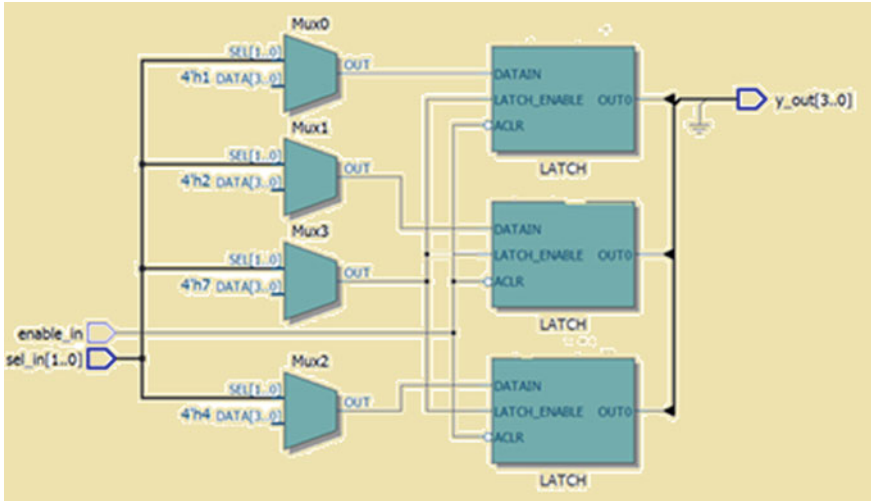 Mux0
SEL[1..0]
4'h1 DATA[3..0]
OUT
Mux1
SEL[1..0]
4'h2 DATA[3..0]
OUT
Mux3
SEL[1..0]
4'h7 DATA[3..0]
OUT
enable_in
sel_in[1..0]
Mux2
SEL[1..0]
4'h4 DATA[3..0]
OUT
DATAIN
LATCH_ENABLE OUT0
ACLR
LATCH
DATAIN
LATCH_ENABLE OUT0
ACLR
LATCH
DATAIN
LATCH_ENABLE OUT0
ACLR
LATCH
y_out[3..0]